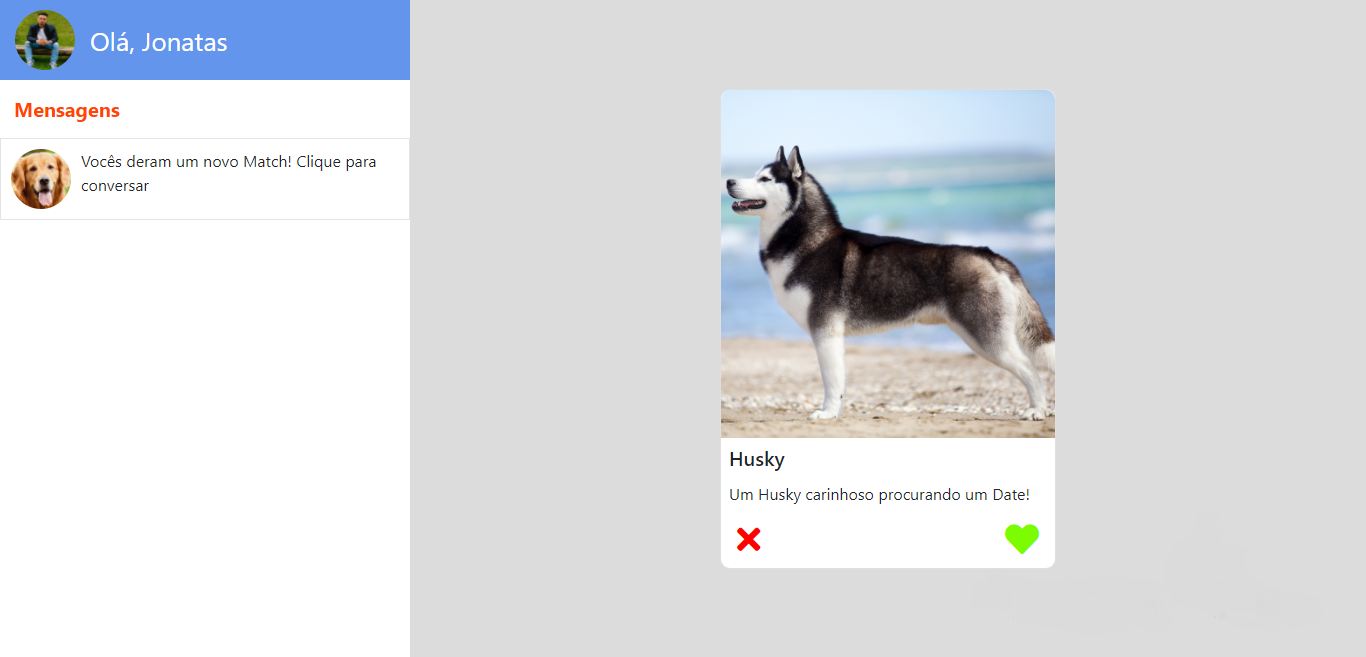 Olá, Jonatas
Mensagens
Vocês deram um novo Match! Clique para
conversar
Husky
Um Husky carinhoso procurando um Date!